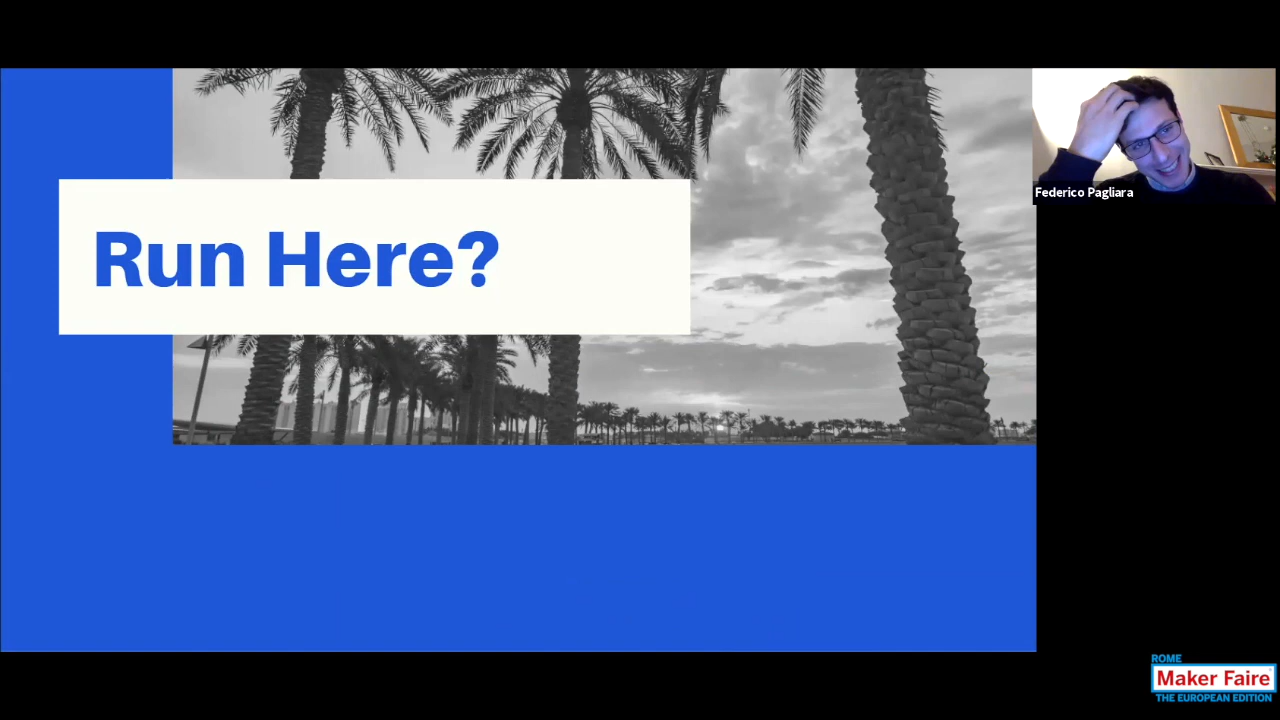 Run Here?
Federico Pagliara
ROME
Maker Faire
THE EUROPEAN EDITION